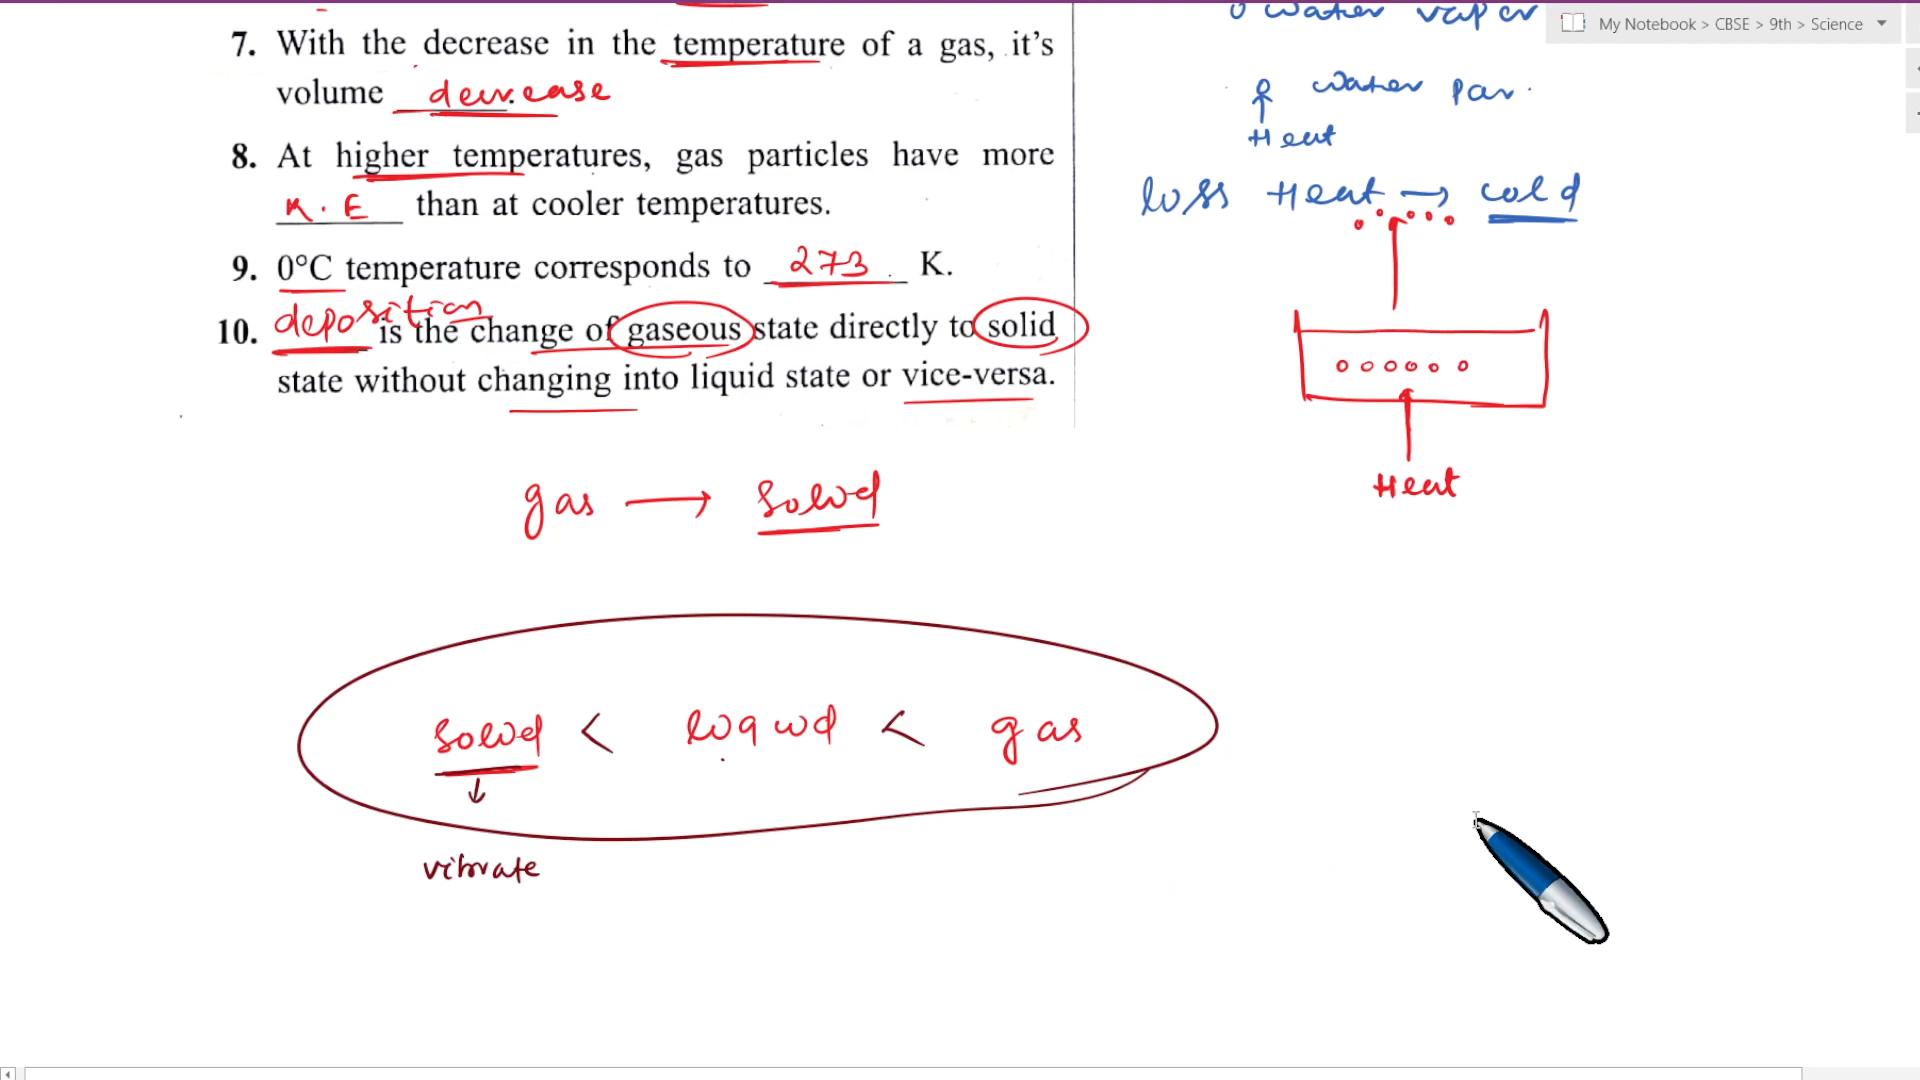 o water vapor
My Notebook > CBSE > 9th > Science
7. With the decrease in the temperature of a gas, it's
volume decrease
water par.
Heat
8. At higher temperatures, gas particles have more
K.E than at cooler temperatures.
loss Heat → cold
9. 0°C temperature corresponds to 273 K.
deposition
10. is the change of gaseous state directly to solid
state without changing into liquid state or vice-versa.
Heat
gas → solid
solid < liquid < gas
vibrate